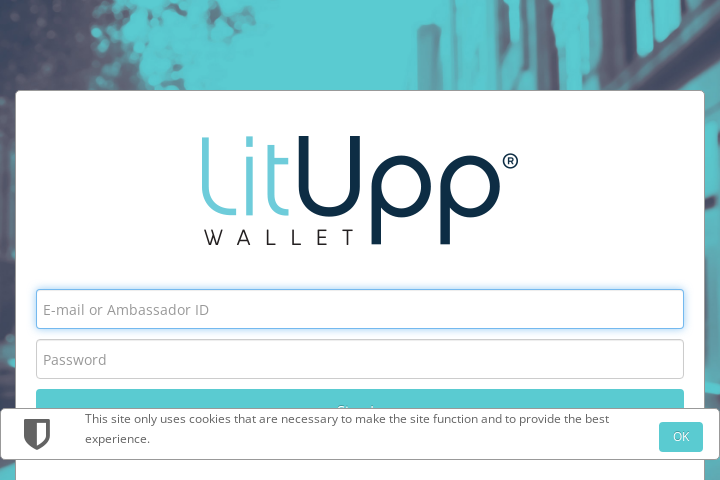 LitUpp®
WALLET
E-mail or Ambassador ID
Password
This site only uses cookies that are necessary to make the site function and to provide the best
experience.
OK